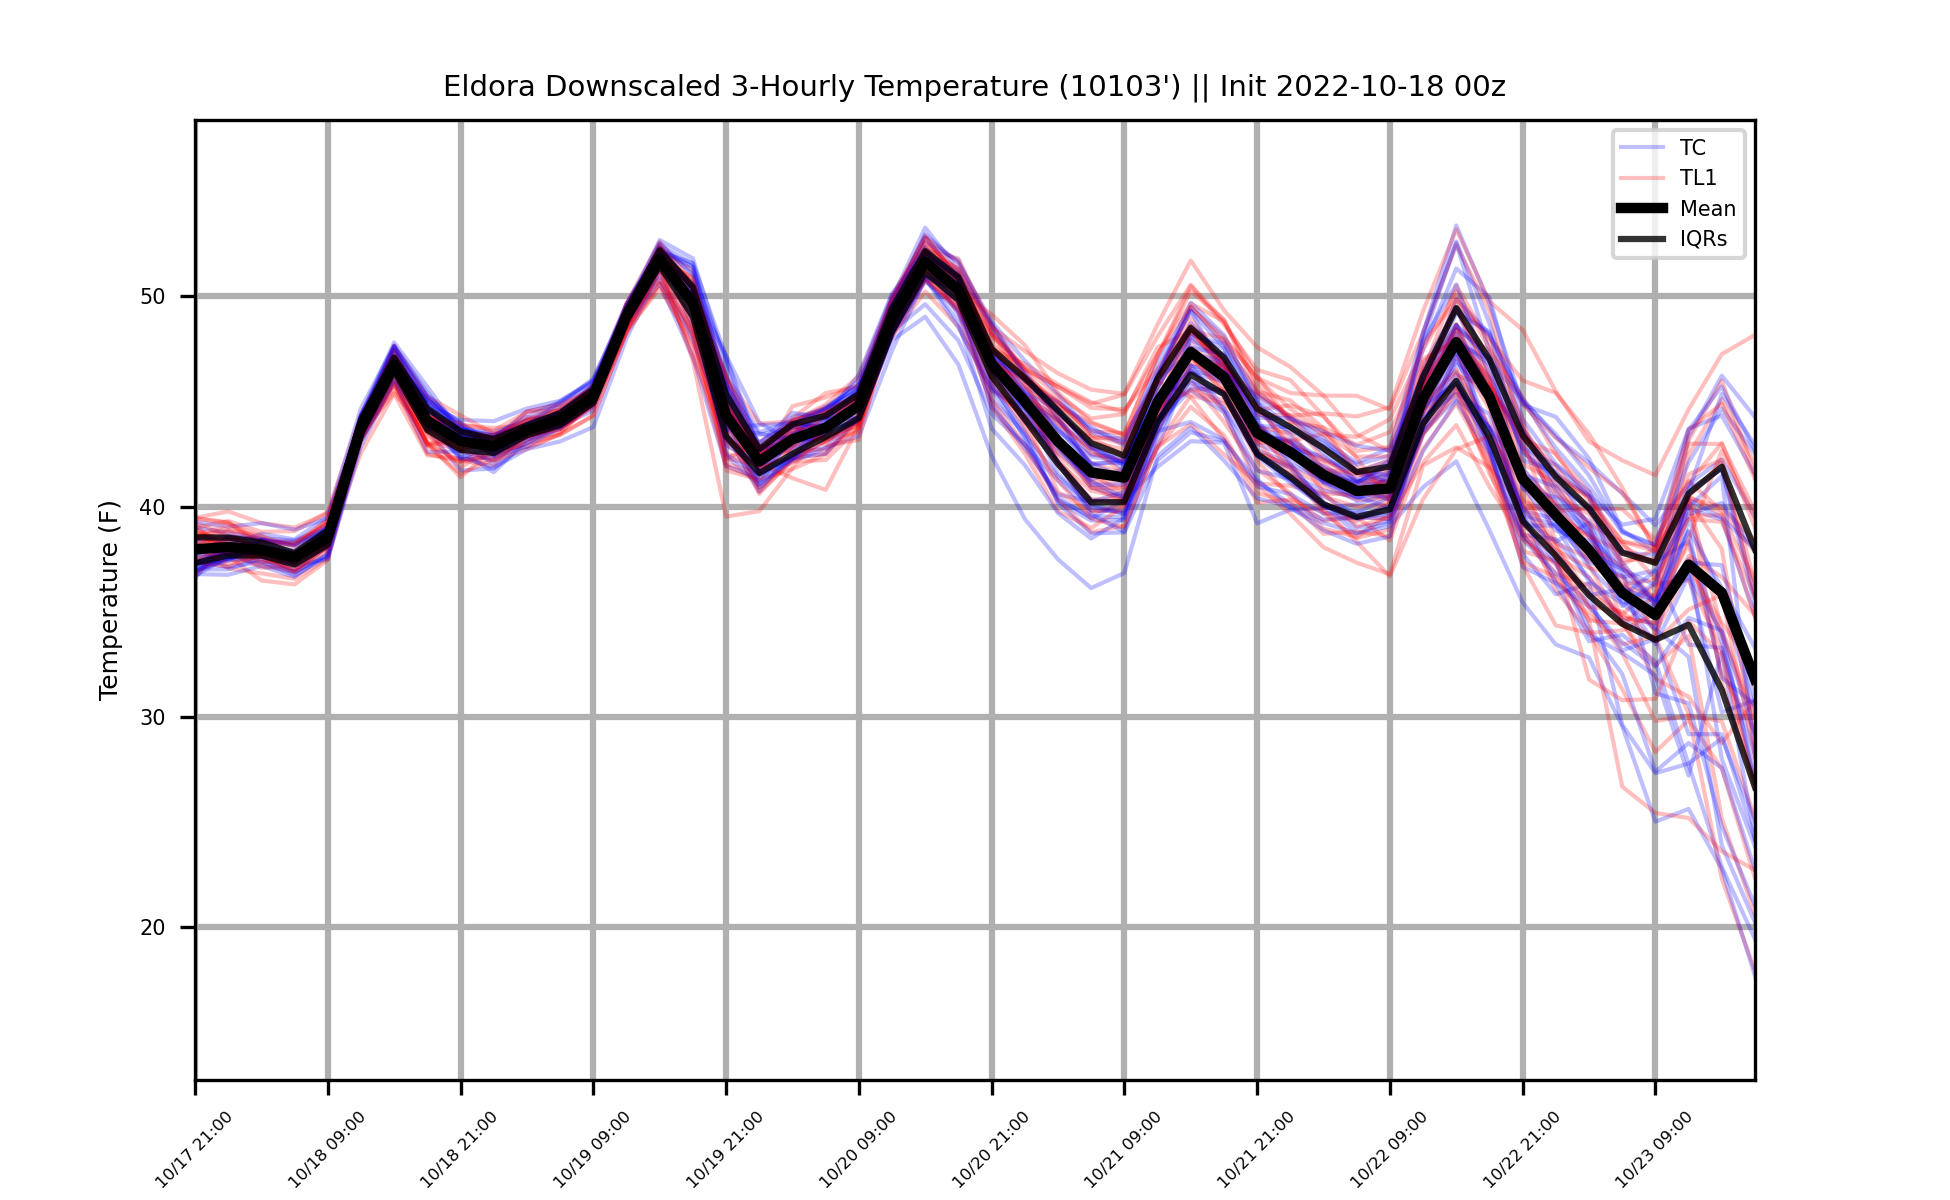 Eldora Downscaled 3-Hourly Temperature (10103') || Init 2022-10-18 00z
TC
TL1
Mean
IQRs
Temperature (F)
50
40
30
20
10/17 21:00
10/18 09:00
10/18 21:00
10/19 09:00
10/19 21:00
10/20 09:00
10/20 21:00
10/21 09:00
10/21 21:00
10/22 09:00
10/22 21:00
10/23 09:00